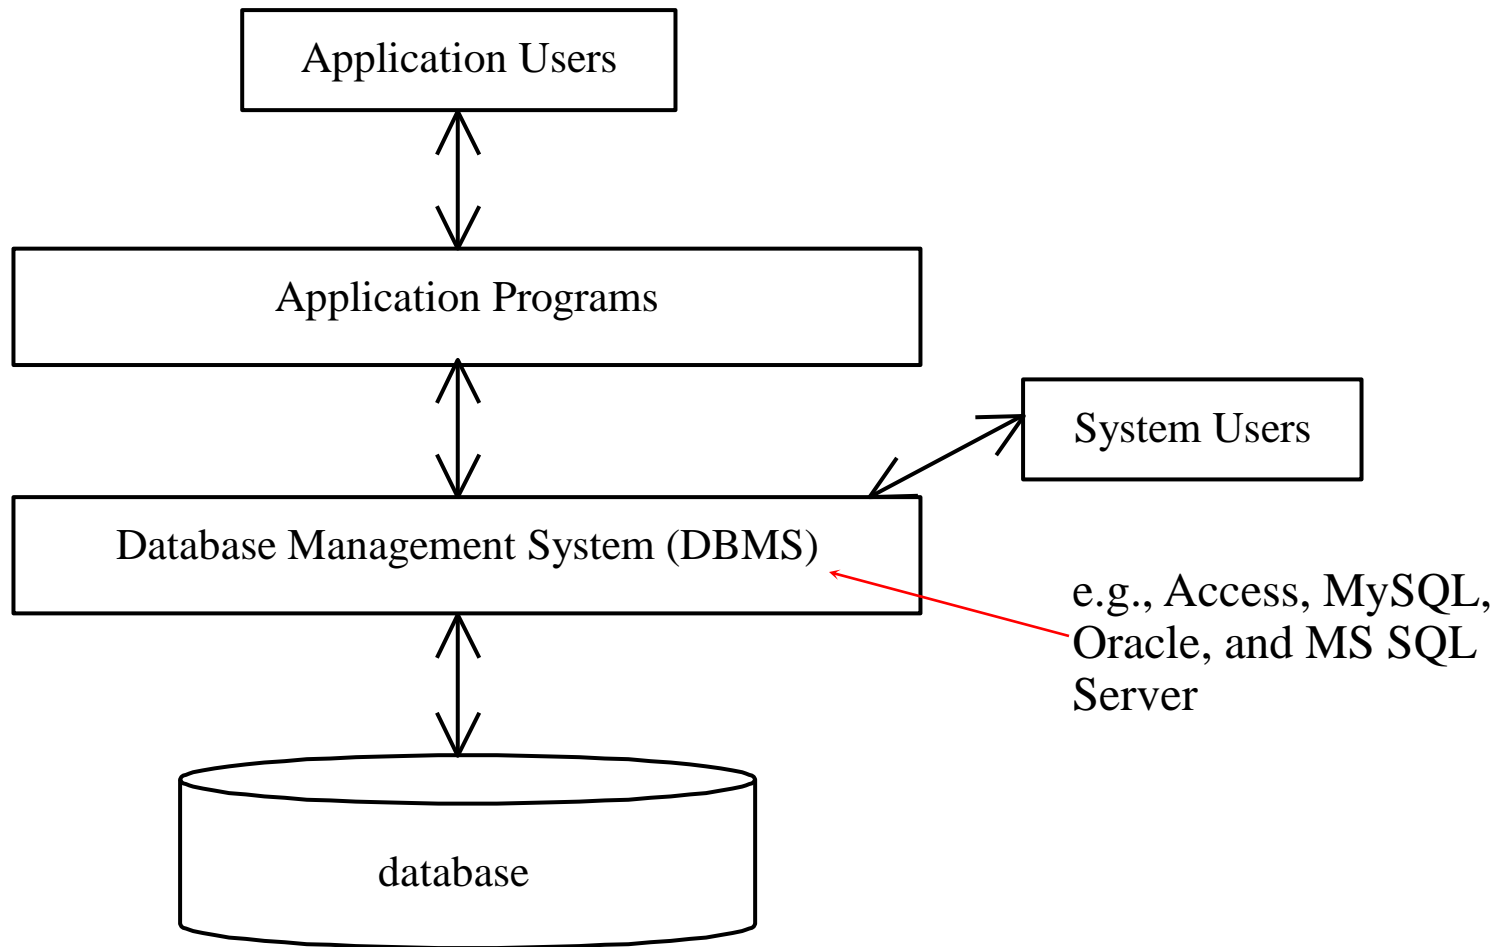 Application Users
Application Programs
System Users
Database Management System (DBMS)
e.g., Access, MySQL,
Oracle, and MS SQL
Server
database